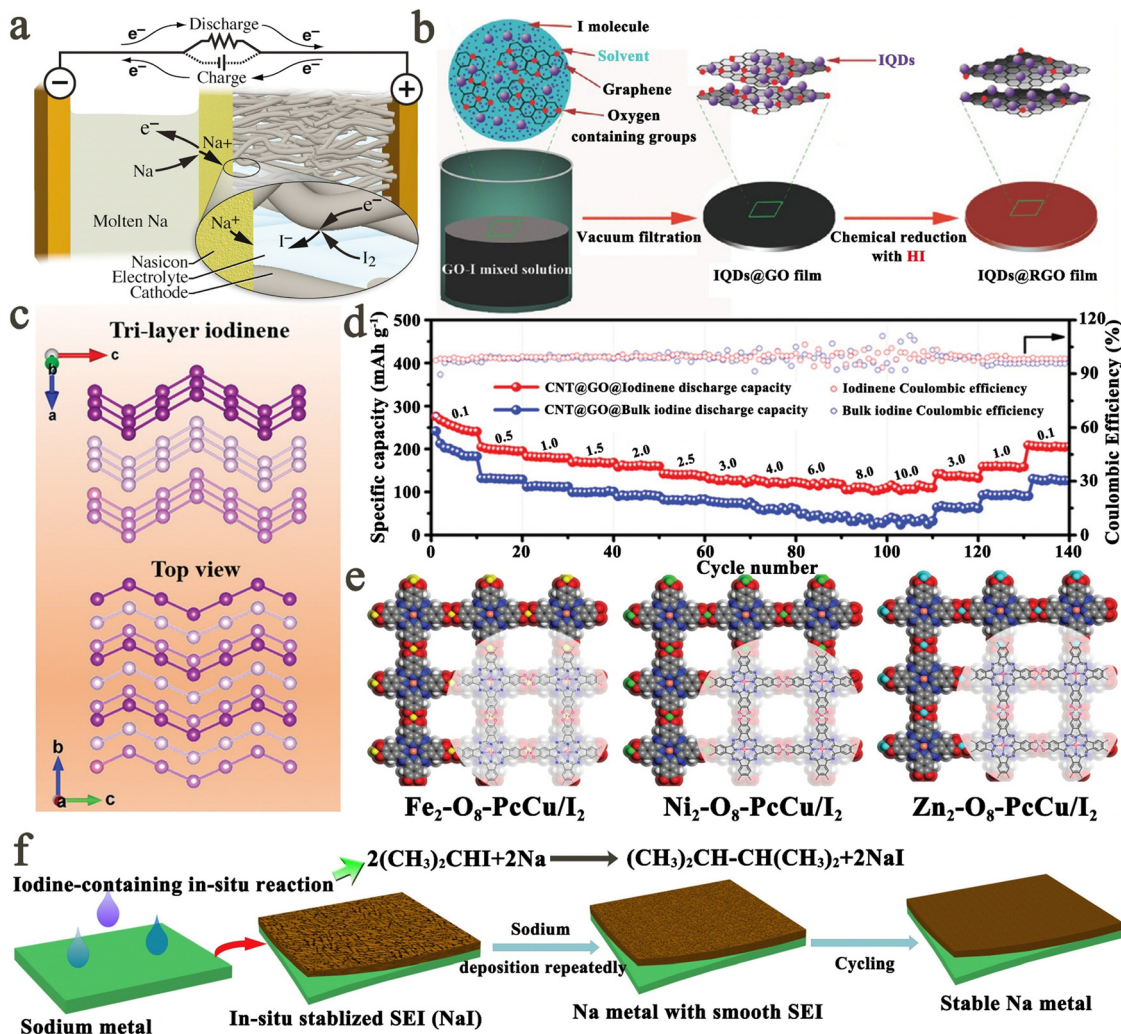 a
e⁻
Discharge
e⁻
e⁻
Charge
e⁻
−
+
e⁻
Na+
Na
Molten Na
Na⁺
e⁻
I⁻
I₂
Nasicon
Electrolyte
Cathode
b
I molecule
Solvent
Graphene
Oxygen
containing groups
IQDs
GO-I mixed solution
Vacuum filtration
IQDs@GO film
Chemical reduction
with HI
IQDs@RGO film
c
Tri-layer iodinene
b
c
a
Top view
b
a
c
d
Specific capacity (mAh g⁻¹)
500
400
300
250
200
100
0
120
90
60
30
0
Coulombic Efficiency (%)
CNT@GO@Iodinene discharge capacity
Iodinene Coulombic efficiency
CNT@GO@Bulk iodine discharge capacity
Bulk iodine Coulombic efficiency
0.1
0.5
1.0
1.5
2.0
2.5
3.0
4.0
6.0
8.0
10.0
3.0
1.0
0.1
0
20
40
60
80
100
120
140
Cycle number
e
Fe₂-O₈-PcCu/I₂
Ni₂-O₈-PcCu/I₂
Zn₂-O₈-PcCu/I₂
f
2(CH₃)₂CHI+2Na
(CH₃)₂CH-CH(CH₃)₂+2NaI
Iodine-containing in-situ reaction
Sodium
deposition repeatedly
Cycling
Sodium metal
In-situ stablized SEI (NaI)
Na metal with smooth SEI
Stable Na metal